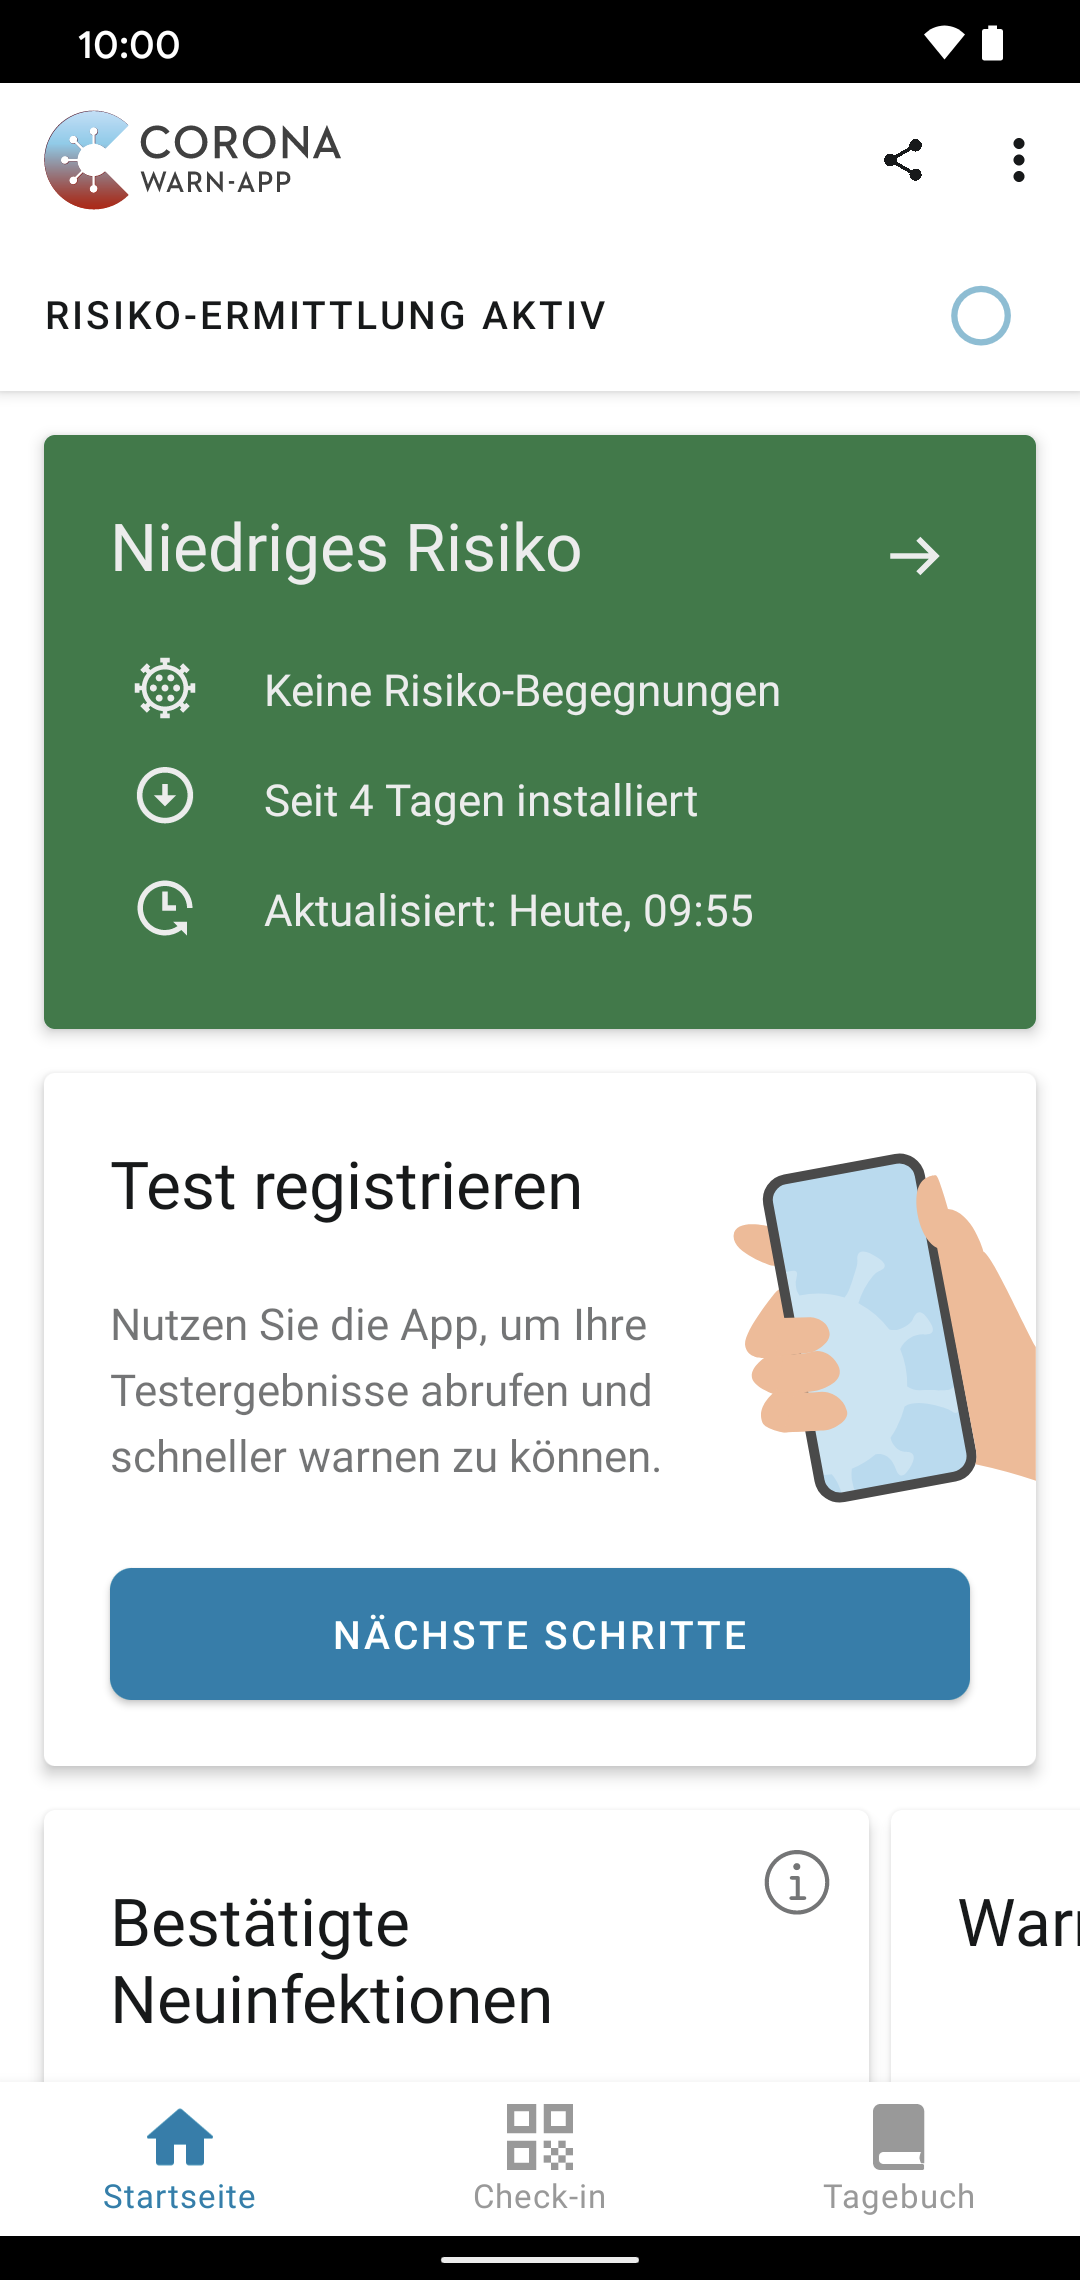 10:00
CORONA
WARN-APP
RISIKO-ERMITTLUNG AKTIV
Niedriges Risiko
Keine Risiko-Begegnungen
Seit 4 Tagen installiert
Aktualisiert: Heute, 09:55
Test registrieren
Nutzen Sie die App, um Ihre
Testergebnisse abrufen und
schneller warnen zu können.
NÄCHSTE SCHRITTE
Bestätigte
Neuinfektionen
Startseite
Check-in
Tagebuch